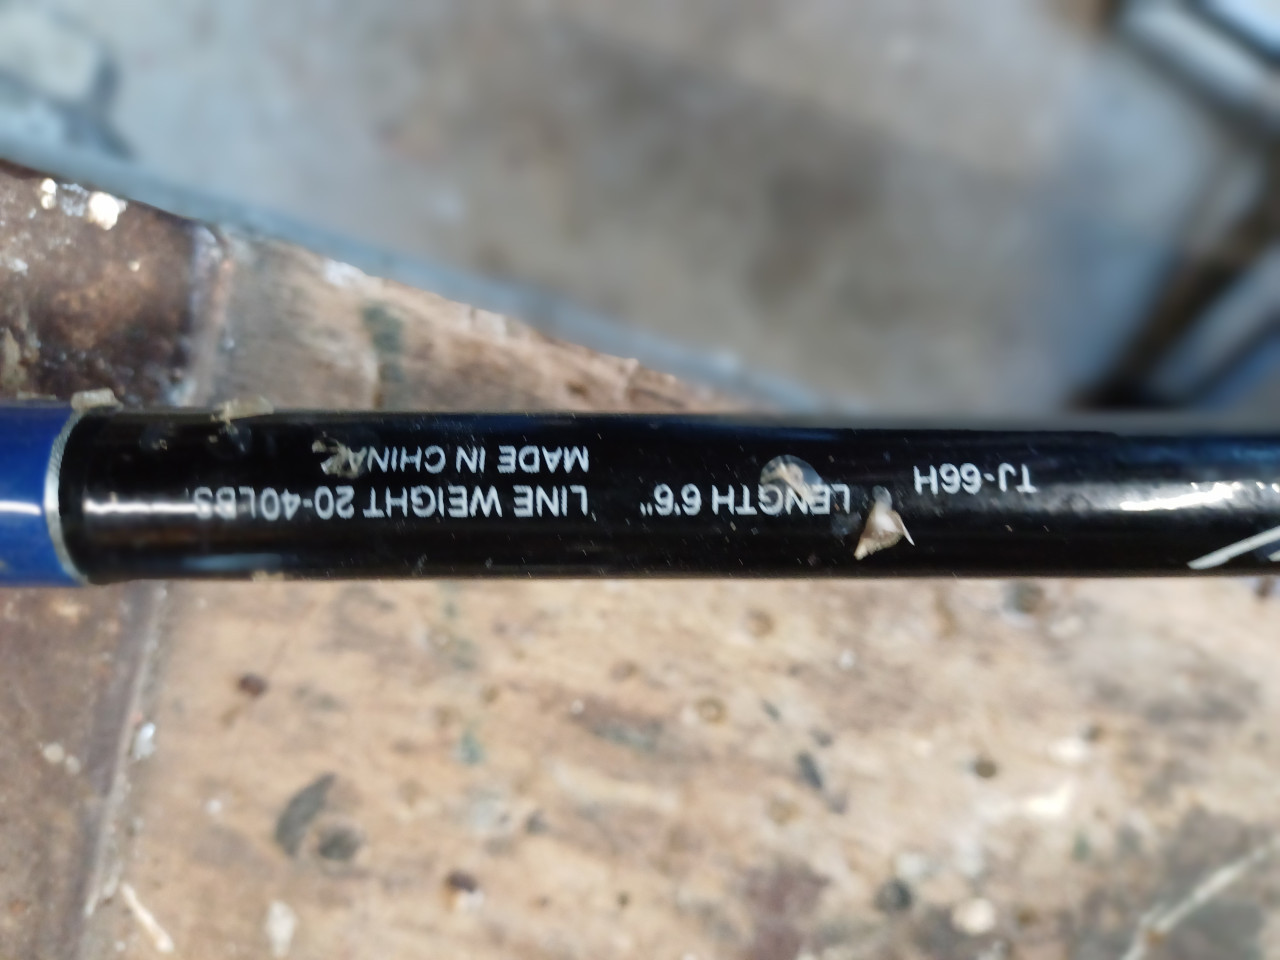 TJ-66H
LENGTH 6'6"
LINE WEIGHT 20-40LBS.
MADE IN CHINA